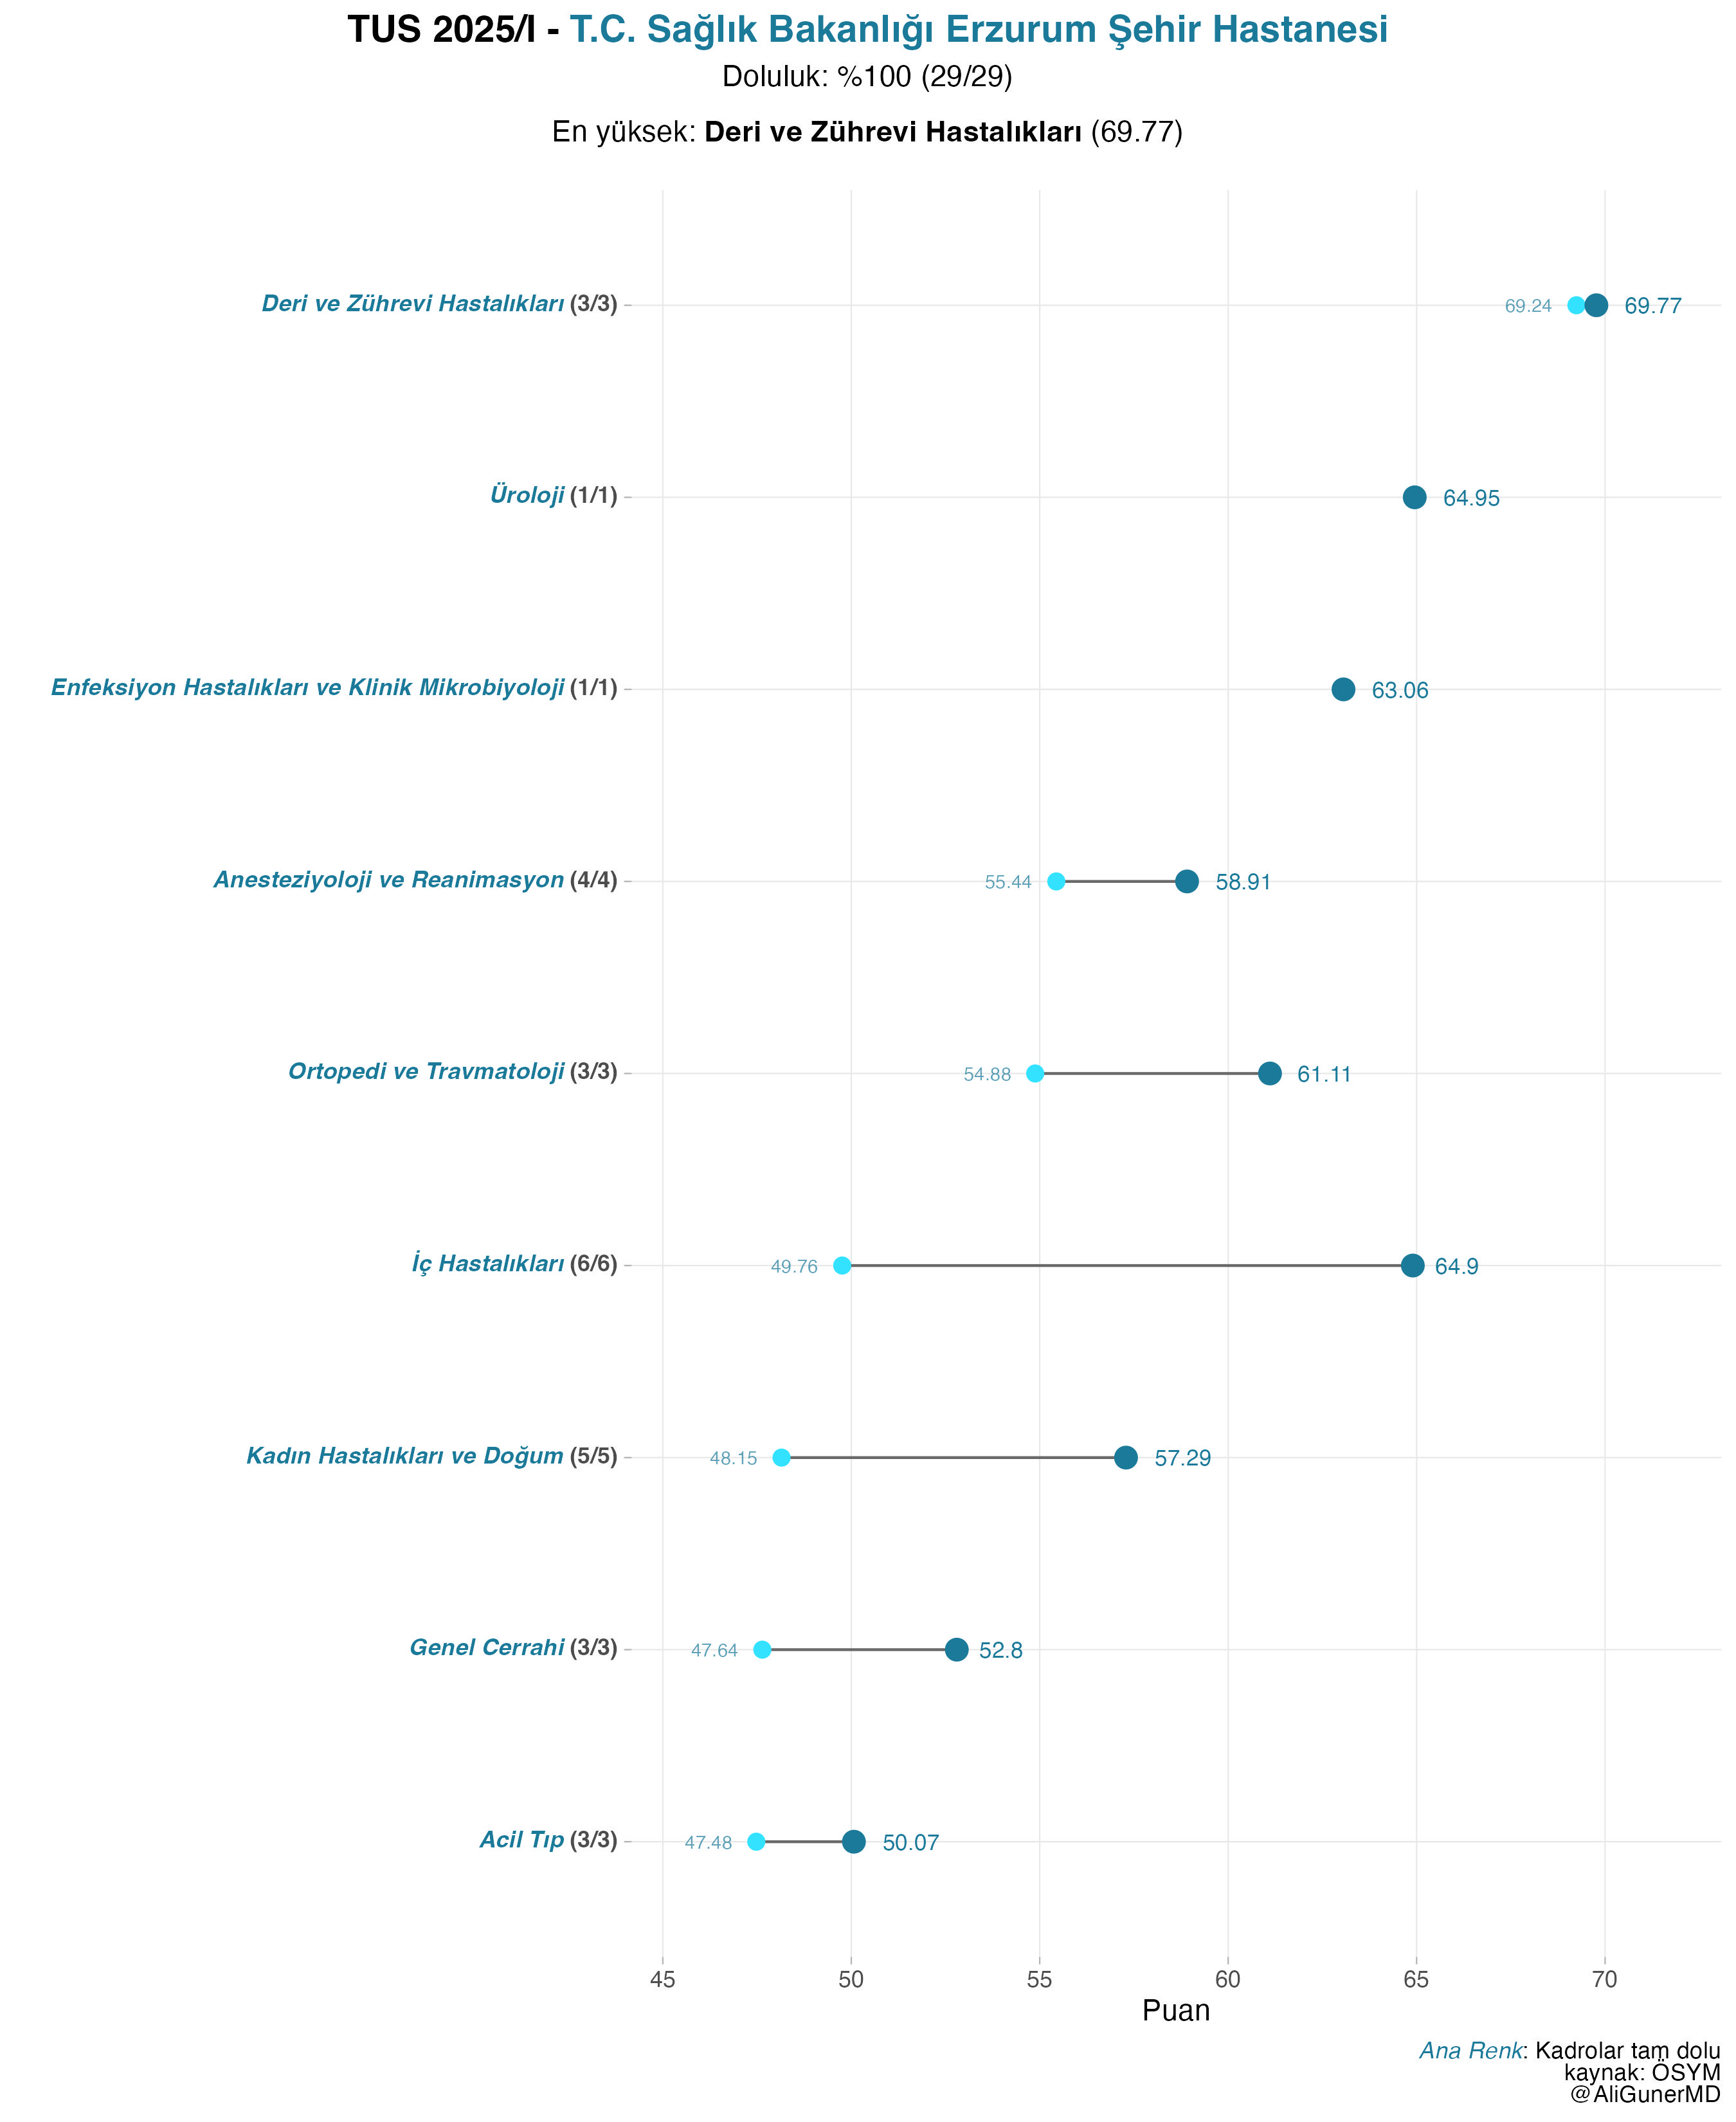 TUS 2025/I - T.C. Sağlık Bakanlığı Erzurum Şehir Hastanesi
Doluluk: %100 (29/29)
En yüksek: Deri ve Zührevi Hastalıkları (69.77)
Deri ve Zührevi Hastalıkları (3/3) 69.24 69.77
Üroloji (1/1) 64.95
Enfeksiyon Hastalıkları ve Klinik Mikrobiyoloji (1/1) 63.06
Anesteziyoloji ve Reanimasyon (4/4) 55.44 58.91
Ortopedi ve Travmatoloji (3/3) 54.88 61.11
İç Hastalıkları (6/6) 49.76 64.9
Kadın Hastalıkları ve Doğum (5/5) 48.15 57.29
Genel Cerrahi (3/3) 47.64 52.8
Acil Tıp (3/3) 47.48 50.07
45 50 55 60 65 70
Puan
Ana Renk: Kadrolar tam dolu
kaynak: ÖSYM
@AliGunerMD